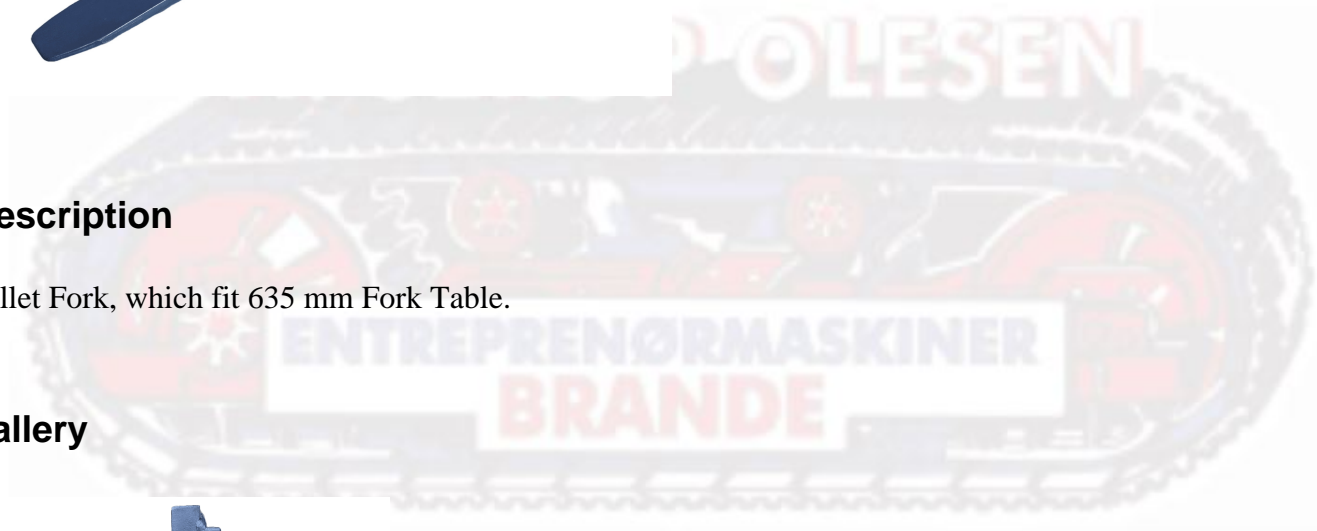 P OLESEN
escription
llet Fork, which fit 635 mm Fork Table.
ENTREPRENØRMASKINER
BRANDE
allery